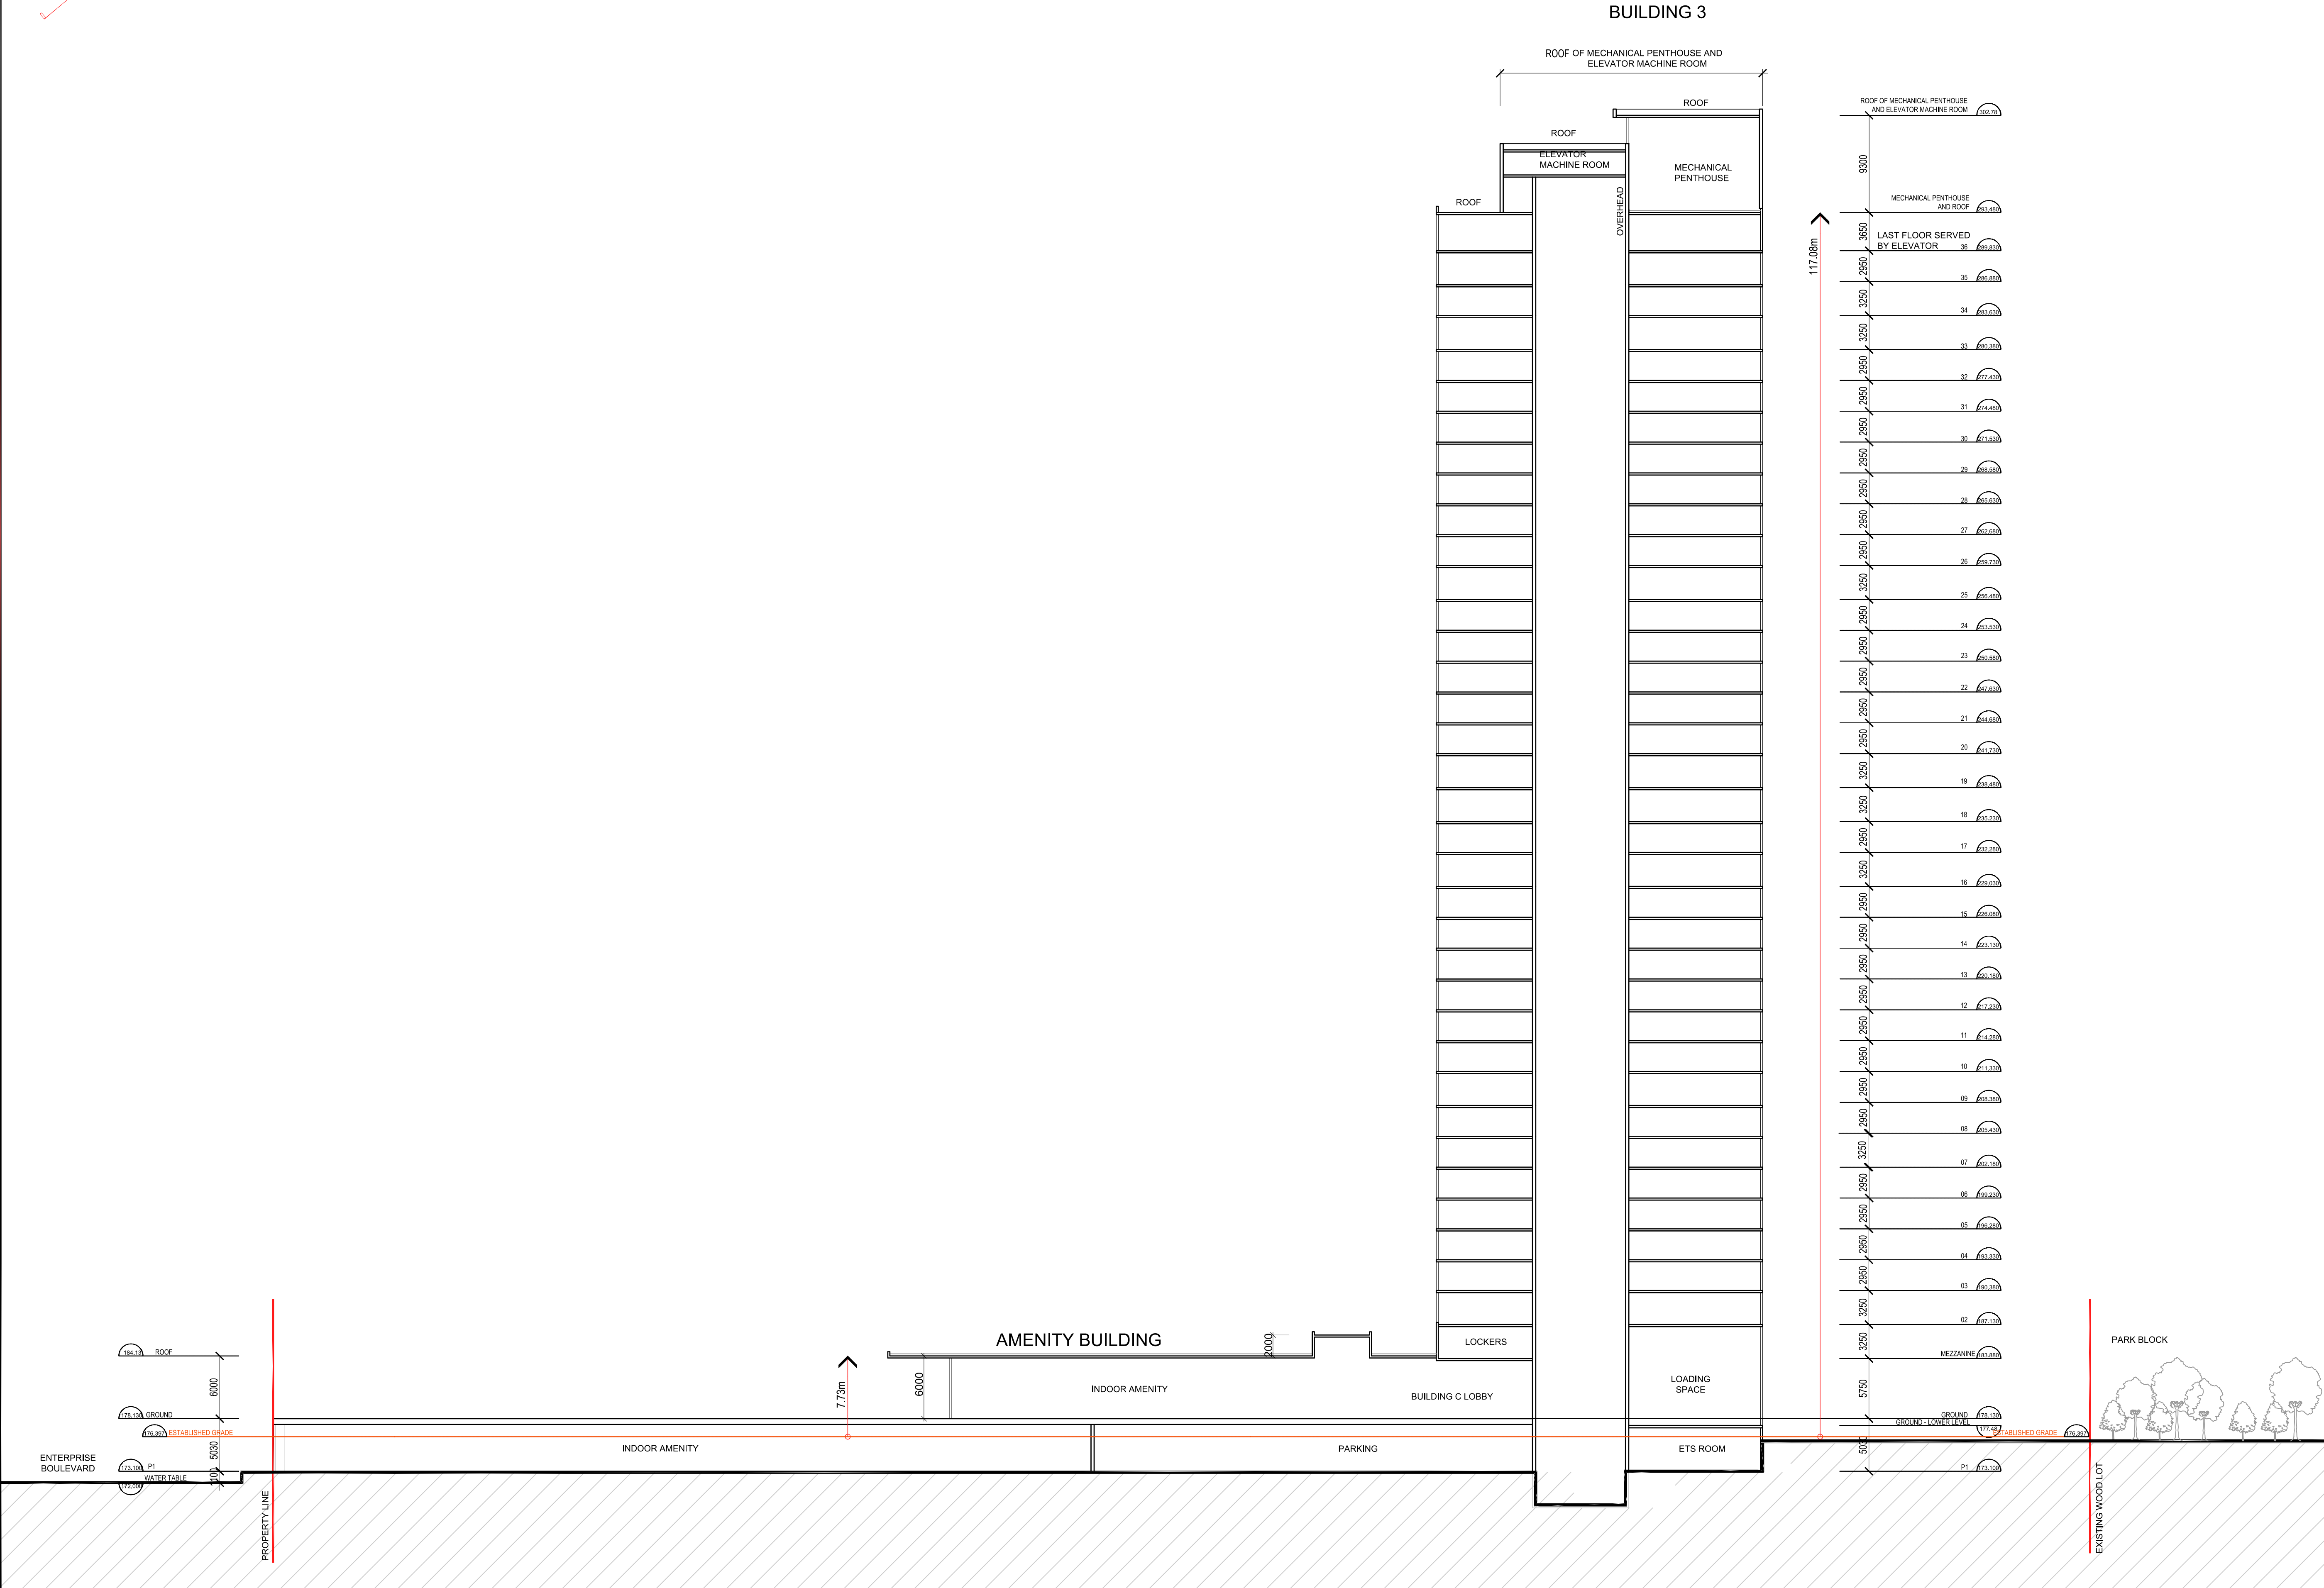 BUILDING 3
ROOF OF MECHANICAL PENTHOUSE AND
ELEVATOR MACHINE ROOM
ROOF
ROOF
ELEVATOR
MACHINE ROOM
MECHANICAL
PENTHOUSE
OVERHEAD
ROOF
117.08m
ROOF OF MECHANICAL PENTHOUSE
AND ELEVATOR MACHINE ROOM 302.78
9300
MECHANICAL PENTHOUSE
AND ROOF 293,480
3650
LAST FLOOR SERVED
BY ELEVATOR 36 289,830
2950
35 286,880
3250
34 283,630
3250
33 280,380
2950
32 277,430
2950
31 274,480
2950
30 271,530
2950
29 268,580
2950
28 265,630
2950
27 262,680
2950
26 259,730
3250
25 256,480
2950
24 253,530
2950
23 250,580
2950
22 247,630
2950
21 244,680
2950
20 241,730
3250
19 238,480
3250
18 235,230
2950
17 232,280
3250
16 229,030
2950
15 226,080
2950
14 223,130
2950
13 220,180
2950
12 217,230
2950
11 214,280
2950
10 211,330
2950
09 208,380
2950
08 205,430
3250
07 202,180
2950
06 199,230
2950
05 196,280
2950
04 193,330
2950
03 190,380
3250
02 187,130
3250
MEZZANINE 183,880
5750
GROUND 178,130
GROUND - LOWER LEVEL 177.48
ESTABLISHED GRADE 176,397
5030
P1 173,100
PARK BLOCK
EXISTING WOOD LOT
184.13 ROOF
6000
178,130 GROUND
176,397 ESTABLISHED GRADE
5030
ENTERPRISE
BOULEVARD
173,100 P1
WATER TABLE
1100
172,000
PROPERTY LINE
AMENITY BUILDING
2000
7.73m
6000
INDOOR AMENITY
BUILDING C LOBBY
LOCKERS
LOADING
SPACE
INDOOR AMENITY
PARKING
ETS ROOM